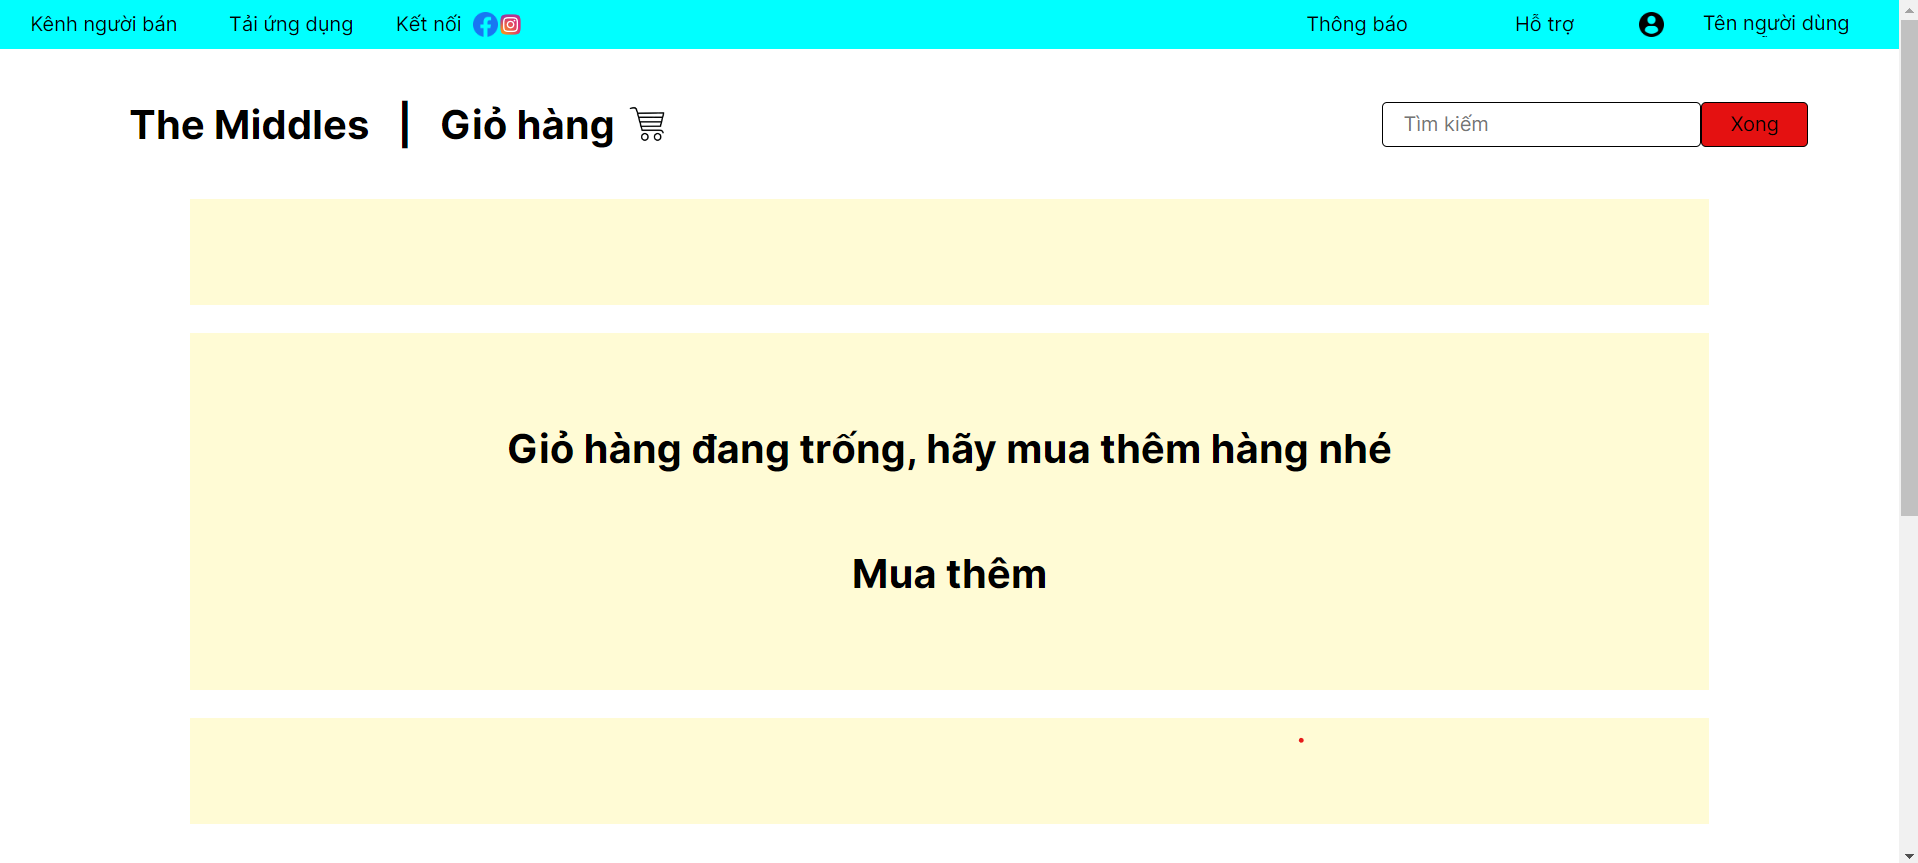 Kênh người bán Tải ứng dụng Kết nối Thông báo Hỗ trợ Tên người dùng
The Middles | Giỏ hàng Tìm kiếm Xong
Giỏ hàng đang trống, hãy mua thêm hàng nhé
Mua thêm